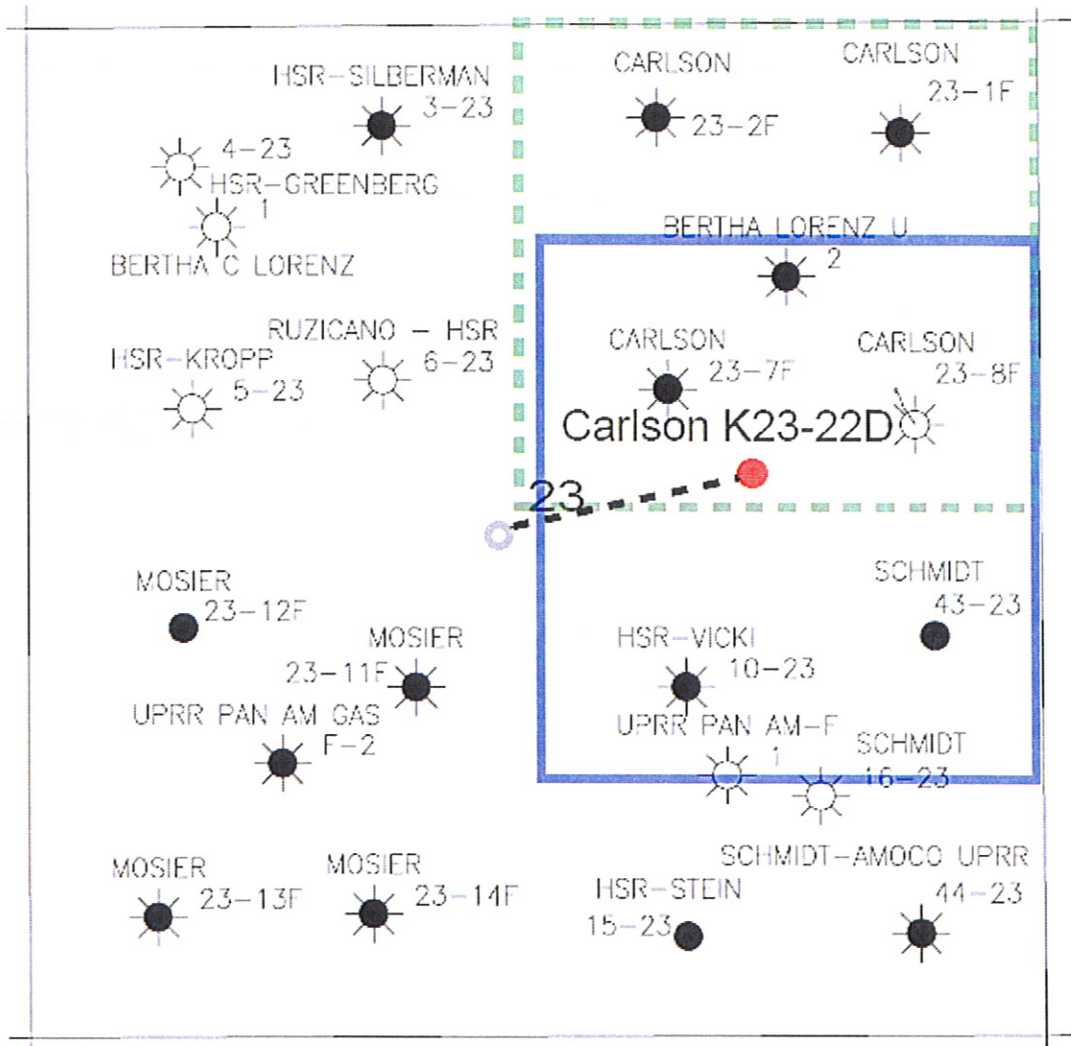 CARLSON
23-1F
CARLSON
23-2F
HSR-SILBERMAN
3-23
4-23
HSR-GREENBERG
1
BERTHA C LORENZ
BERTHA LORENZ U
2
RUZICANO - HSR
6-23
HSR-KROPP
5-23
CARLSON
23-7F
CARLSON
23-8F
Carlson K23-22D
23
MOSIER
23-12F
MOSIER
23-11F
UPRR PAN AM GAS
F-2
SCHMIDT
43-23
HSR-VICKI
10-23
UPRR PAN AM-F
1
SCHMIDT
16-23
MOSIER
23-13F
MOSIER
23-14F
HSR-STEIN
15-23
SCHMIDT-AMOCO UPRR
44-23